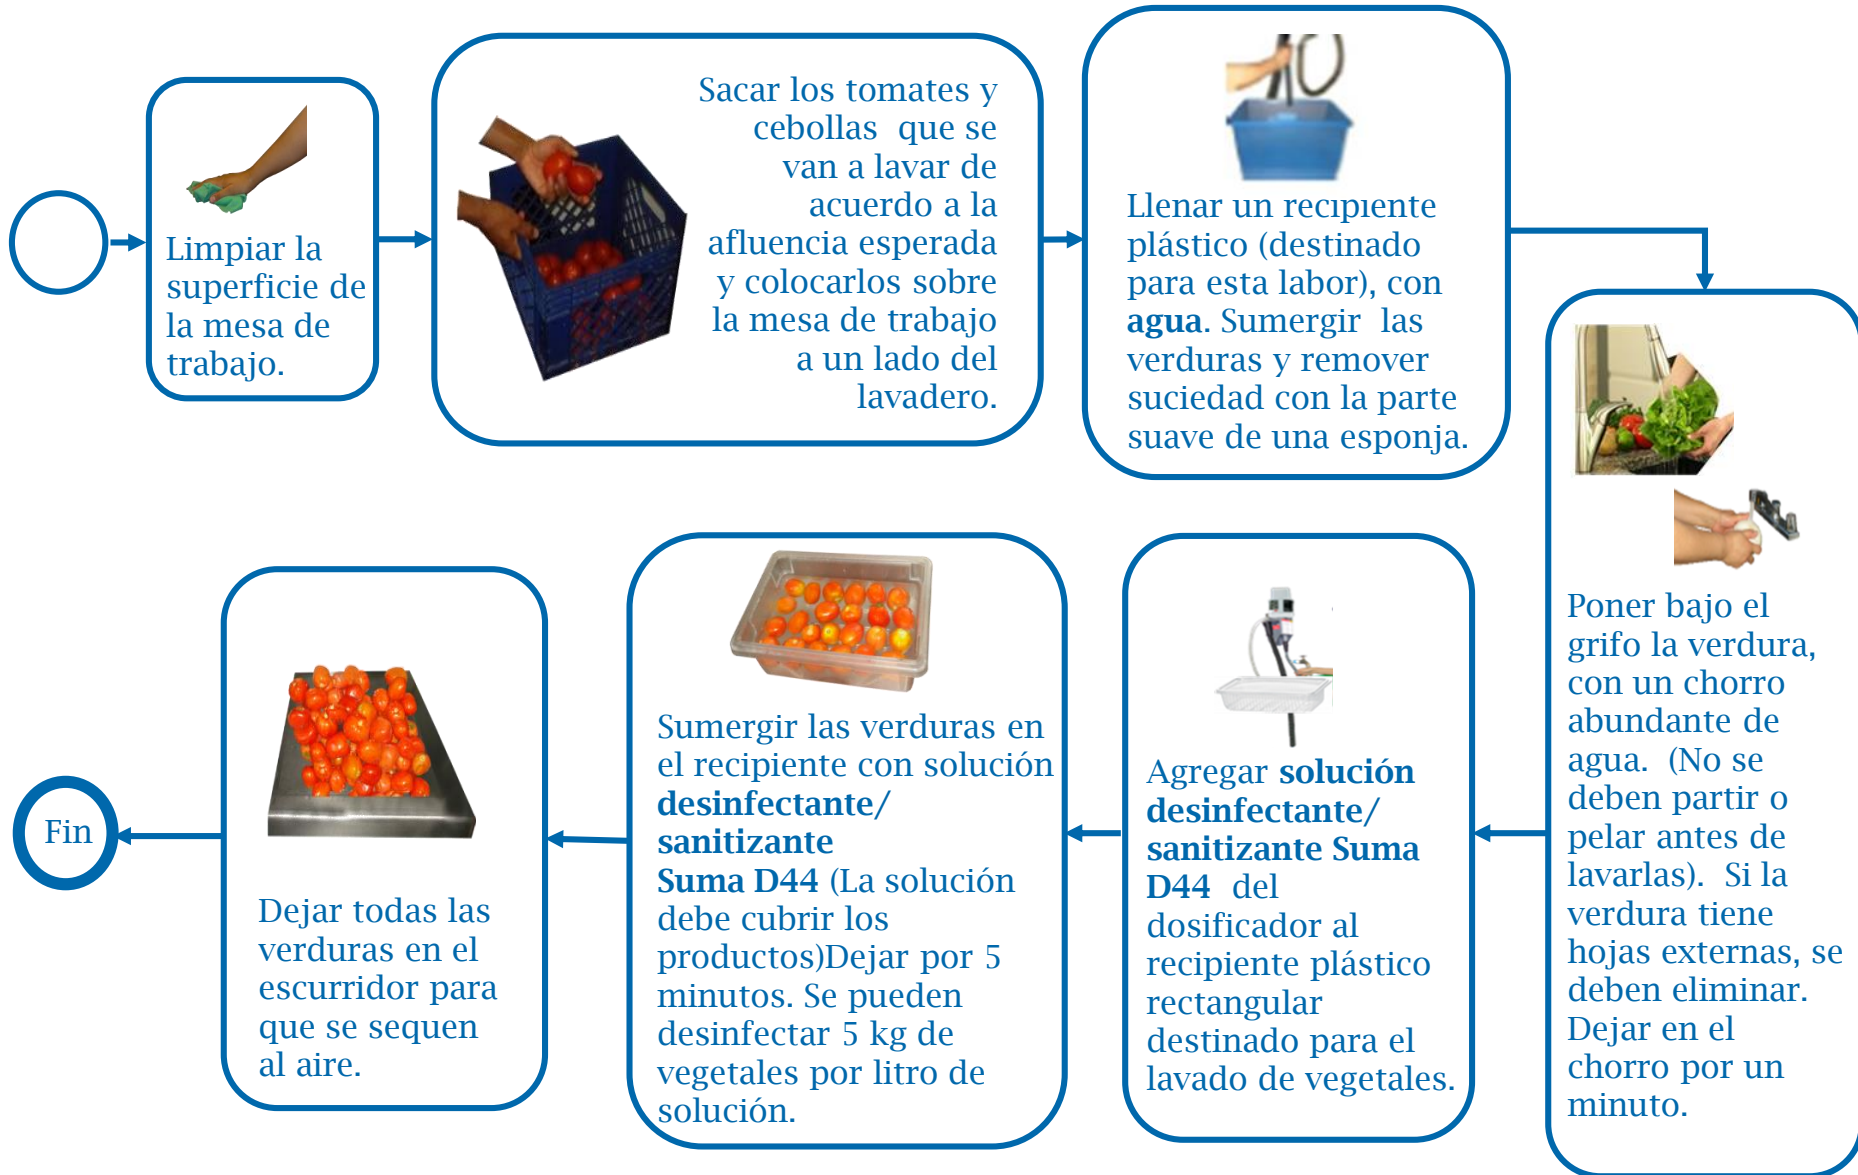 Limpiar la
superficie de
la mesa de
trabajo.
Sacar los tomates y
cebollas que se
van a lavar de
acuerdo a la
afluencia esperada
y colocarlos sobre
la mesa de trabajo
a un lado del
lavadero.
Llenar un recipiente
plástico (destinado
para esta labor), con
agua. Sumergir las
verduras y remover
suciedad con la parte
suave de una esponja.
Poner bajo el
grifo la verdura,
con un chorro
abundante de
agua. (No se
deben partir o
pelar antes de
lavarlas). Si la
verdura tiene
hojas externas, se
deben eliminar.
Dejar en el
chorro por un
minuto.
Agregar solución
desinfectante/
sanitizante Suma
D44 del
dosificador al
recipiente plástico
rectangular
destinado para el
lavado de vegetales.
Sumergir las verduras en
el recipiente con solución
desinfectante/
sanitizante
Suma D44 (La solución
debe cubrir los
productos)Dejar por 5
minutos. Se pueden
desinfectar 5 kg de
vegetales por litro de
solución.
Dejar todas las
verduras en el
escurridor para
que se sequen
al aire.
Fin